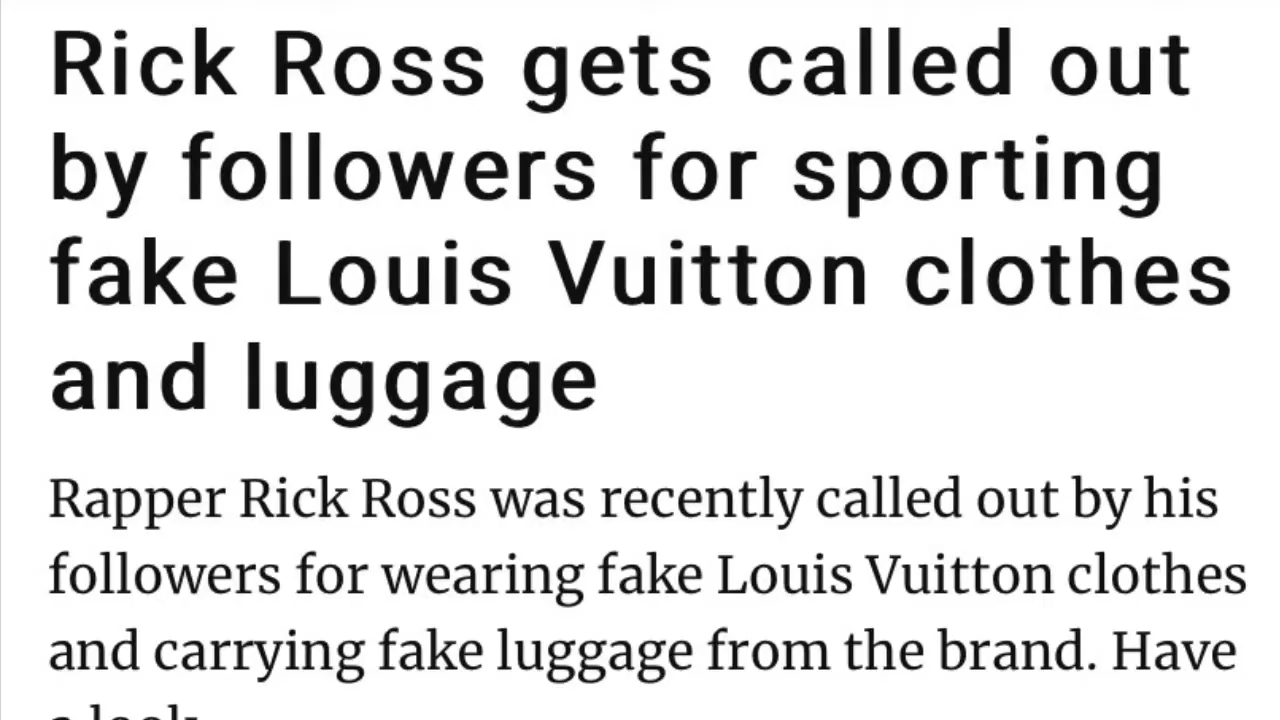 Rick Ross gets called out
by followers for sporting
fake Louis Vuitton clothes
and luggage
Rapper Rick Ross was recently called out by his
followers for wearing fake Louis Vuitton clothes
and carrying fake luggage from the brand. Have
a look